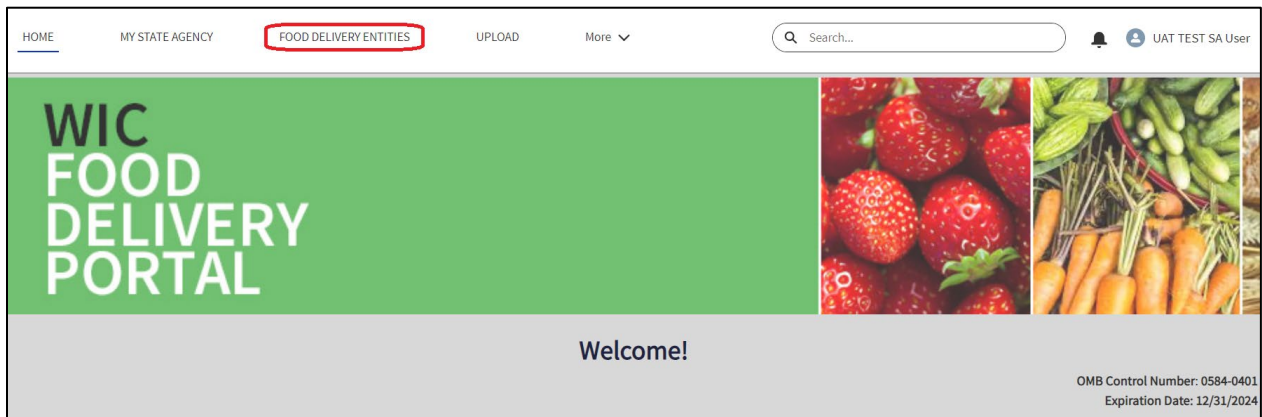 HOME MY STATE AGENCY FOOD DELIVERY ENTITIES UPLOAD More Search... UAT TEST SA User
WIC
FOOD
DELIVERY
PORTAL
Welcome!
OMB Control Number: 0584-0401
Expiration Date: 12/31/2024